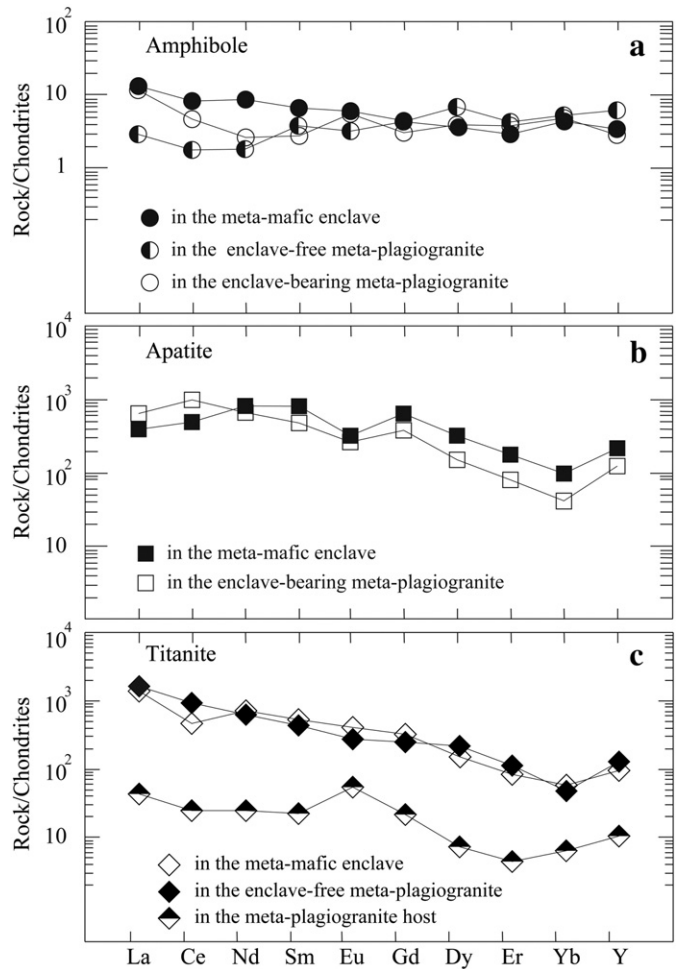 10²
Amphibole
a
10
1
Rock/Chondrites
in the meta-mafic enclave
in the enclave-free meta-plagiogranite
in the enclave-bearing meta-plagiogranite
10⁴
Apatite
b
10³
10²
10
Rock/Chondrites
in the meta-mafic enclave
in the enclave-bearing meta-plagiogranite
10⁴
Titanite
c
10³
10²
10
Rock/Chondrites
in the meta-mafic enclave
in the enclave-free meta-plagiogranite
in the meta-plagiogranite host
La Ce Nd Sm Eu Gd Dy Er Yb Y